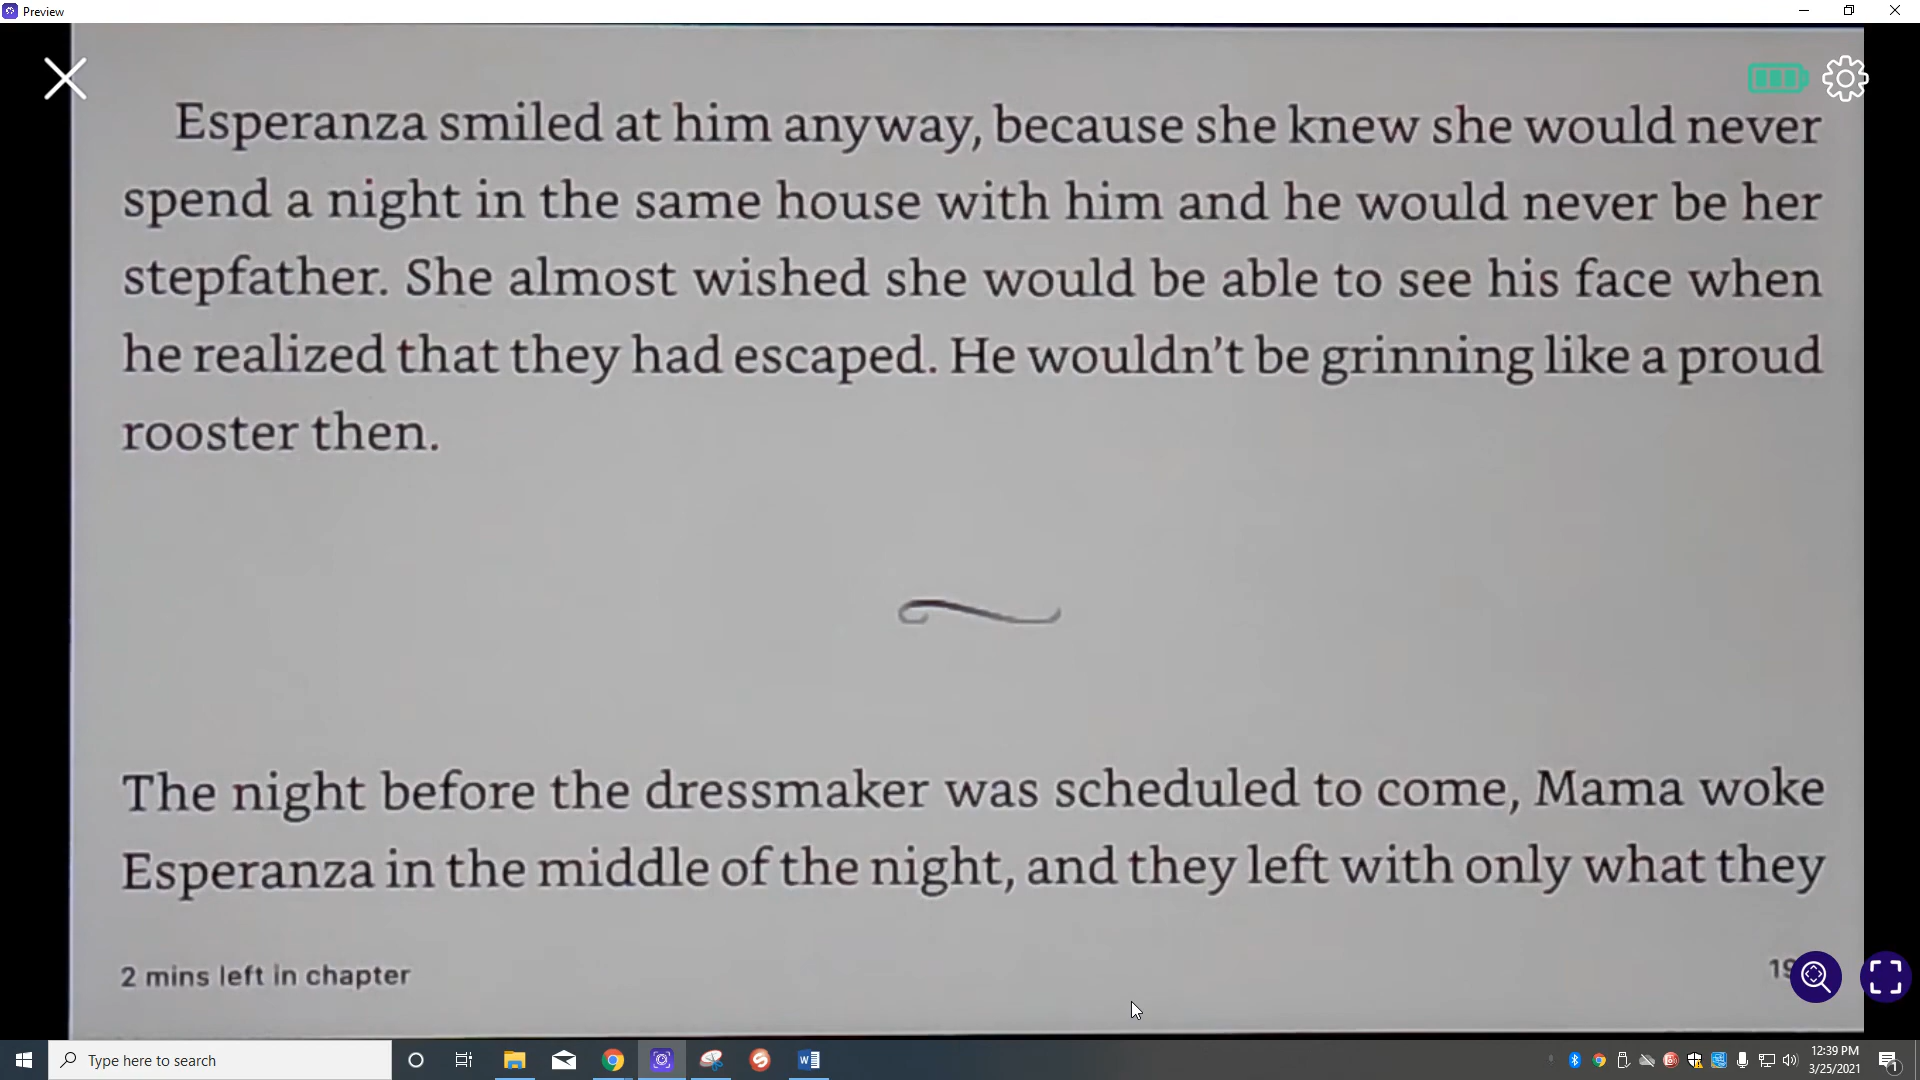 Preview
Esperanza smiled at him anyway, because she knew she would never
spend a night in the same house with him and he would never be her
stepfather. She almost wished she would be able to see his face when
he realized that they had escaped. He wouldn’t be grinning like a proud
rooster then.
The night before the dressmaker was scheduled to come, Mama woke
Esperanza in the middle of the night, and they left with only what they
2 mins left in chapter
Type here to search
12:39 PM
3/25/2021
1